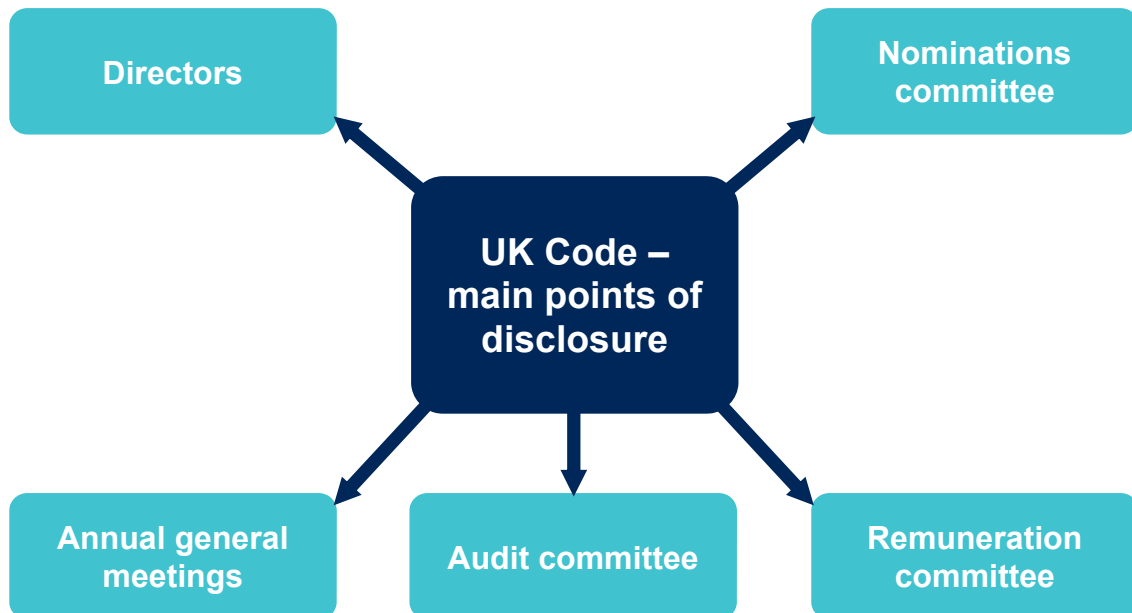 Directors
Nominations
committee
UK Code –
main points of
disclosure
Annual general
meetings
Audit committee
Remuneration
committee